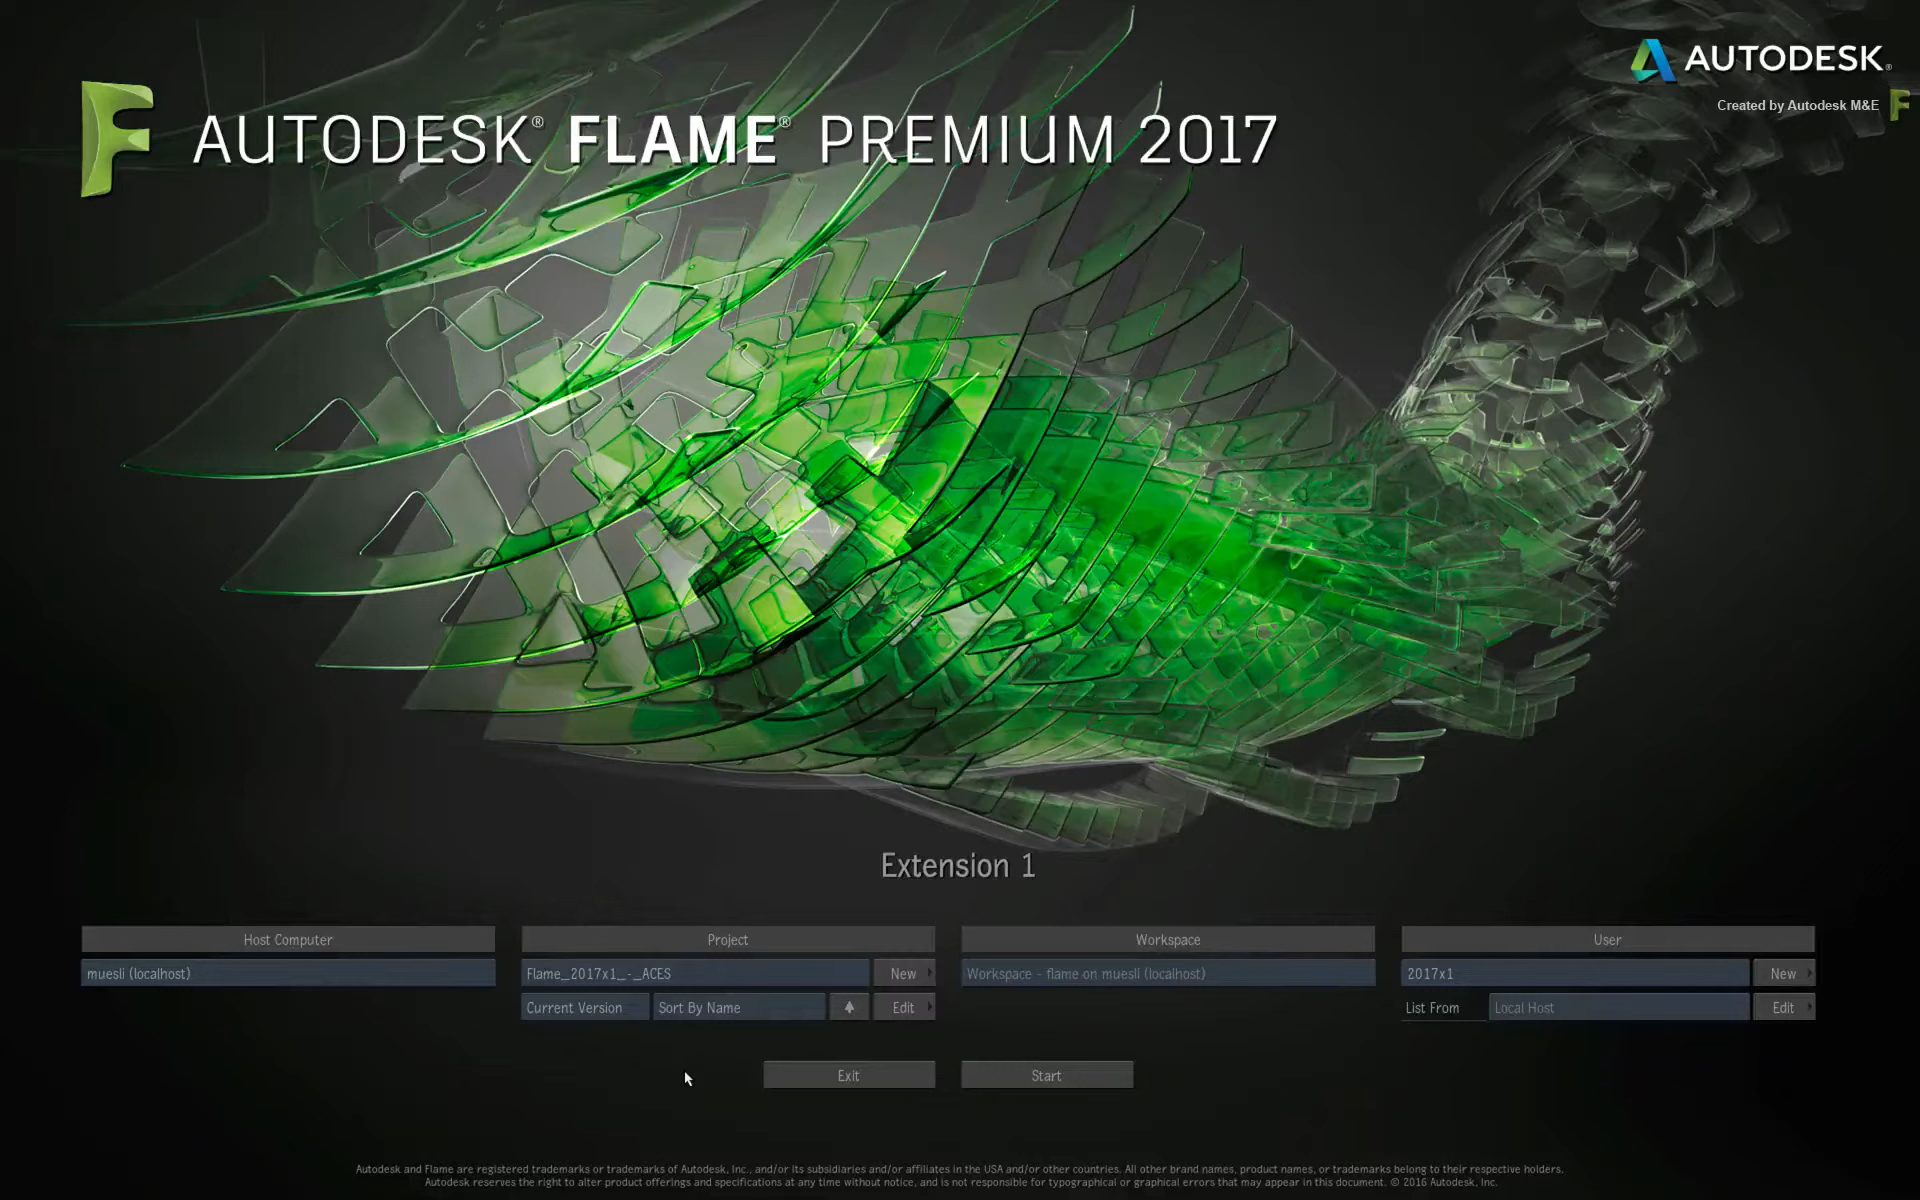 AUTODESK®
Created by Autodesk M&E
AUTODESK® FLAME® PREMIUM 2017
Extension 1
Host Computer
Project
Workspace
User
muesli (localhost)
Flame_2017x1_-_ACES
New
Workspace - flame on muesli (localhost)
2017x1
New
Current Version
Sort By Name
Edit
List From
Local Host
Edit
Exit
Start
Autodesk and Flame are registered trademarks or trademarks of Autodesk, Inc., and/or its subsidiaries and/or affiliates in the USA and/or other countries. All other brand names, product names, or trademarks belong to their respective holders.
Autodesk reserves the right to alter product offerings and specifications at any time without notice, and is not responsible for typographical or graphical errors that may appear in this document. © 2016 Autodesk, Inc.